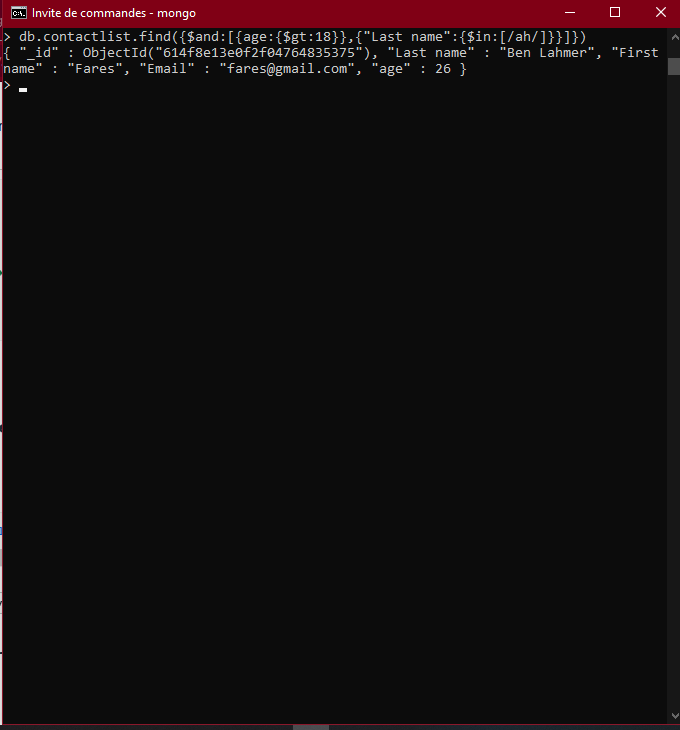 Invite de commandes - mongo
> db.contactlist.find({$and:[{age:{$gt:18}},{"Last name":{$in:[/ah/]}}]})
{ "_id" : ObjectId("614f8e13e0f2f04764835375"), "Last name" : "Ben Lahmer", "First
name" : "Fares", "Email" : "fares@gmail.com", "age" : 26 }
>